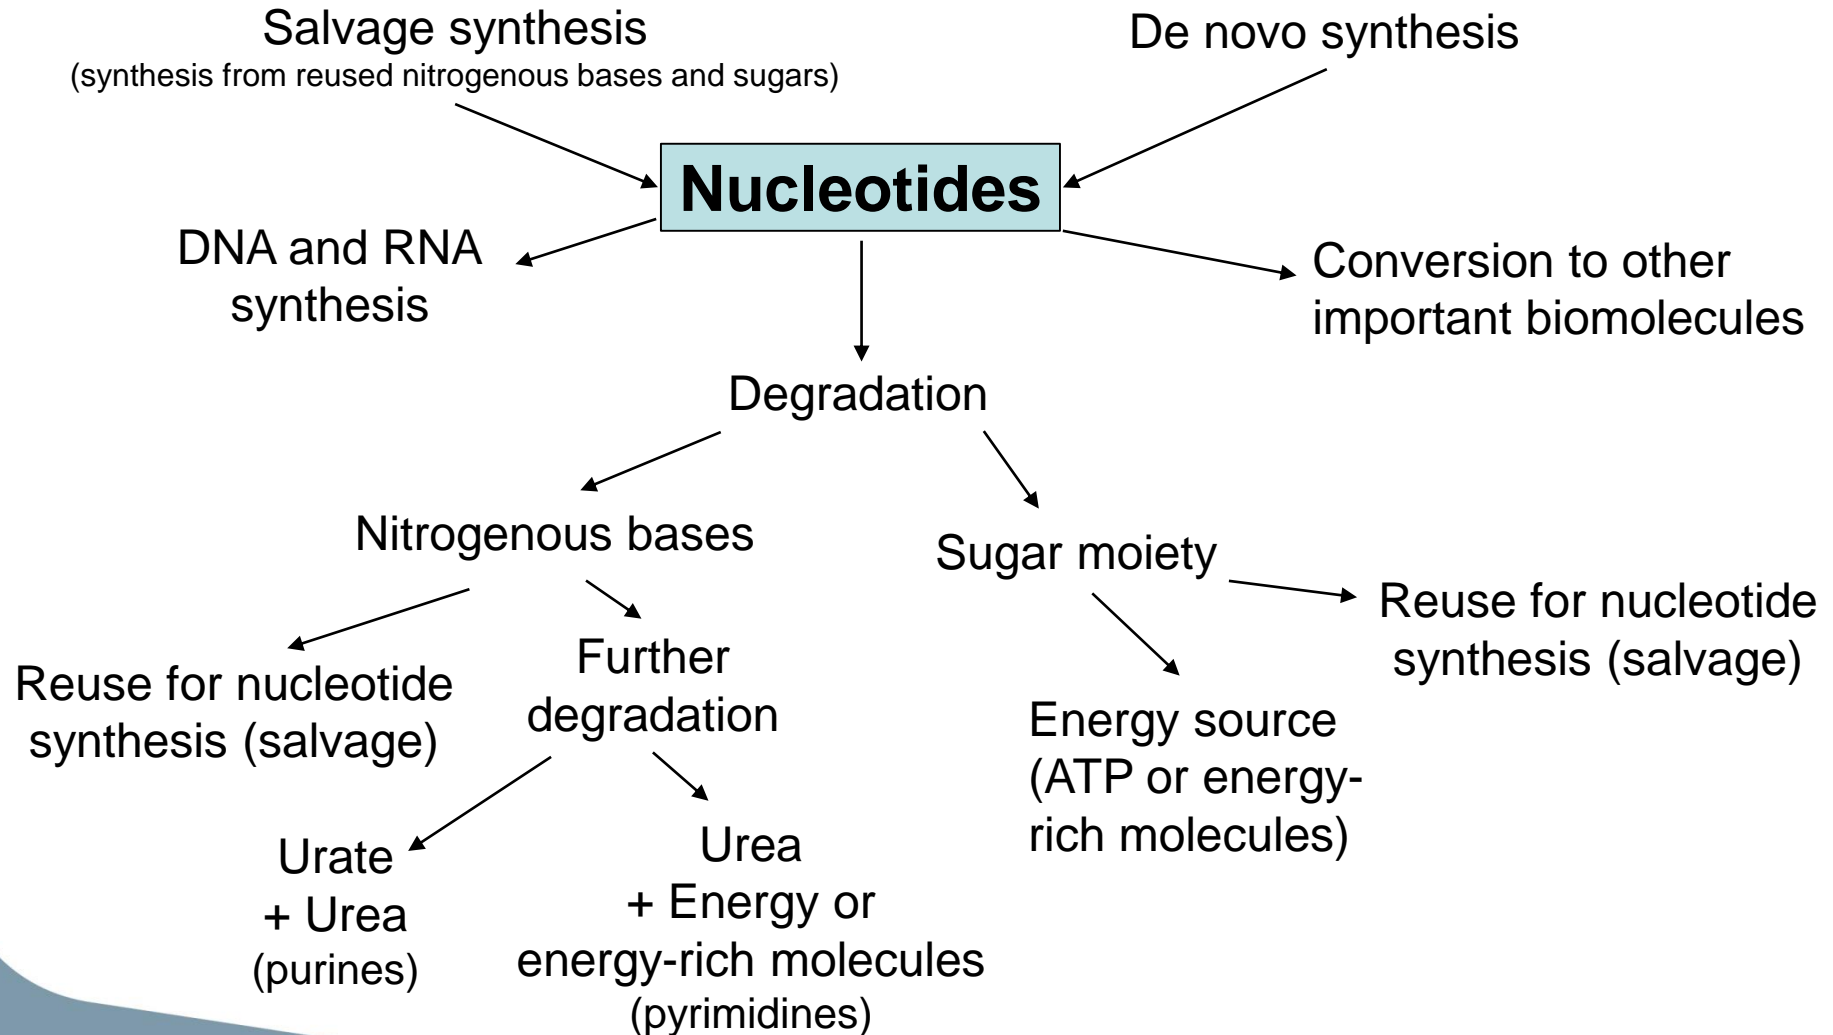 Salvage synthesis
(synthesis from reused nitrogenous bases and sugars)
De novo synthesis
Nucleotides
DNA and RNA
synthesis
Conversion to other
important biomolecules
Degradation
Nitrogenous bases
Sugar moiety
Reuse for nucleotide
synthesis (salvage)
Further
degradation
Reuse for nucleotide
synthesis (salvage)
Energy source
(ATP or energy-
rich molecules)
Urate
+ Urea
(purines)
Urea
+ Energy or
energy-rich molecules
(pyrimidines)